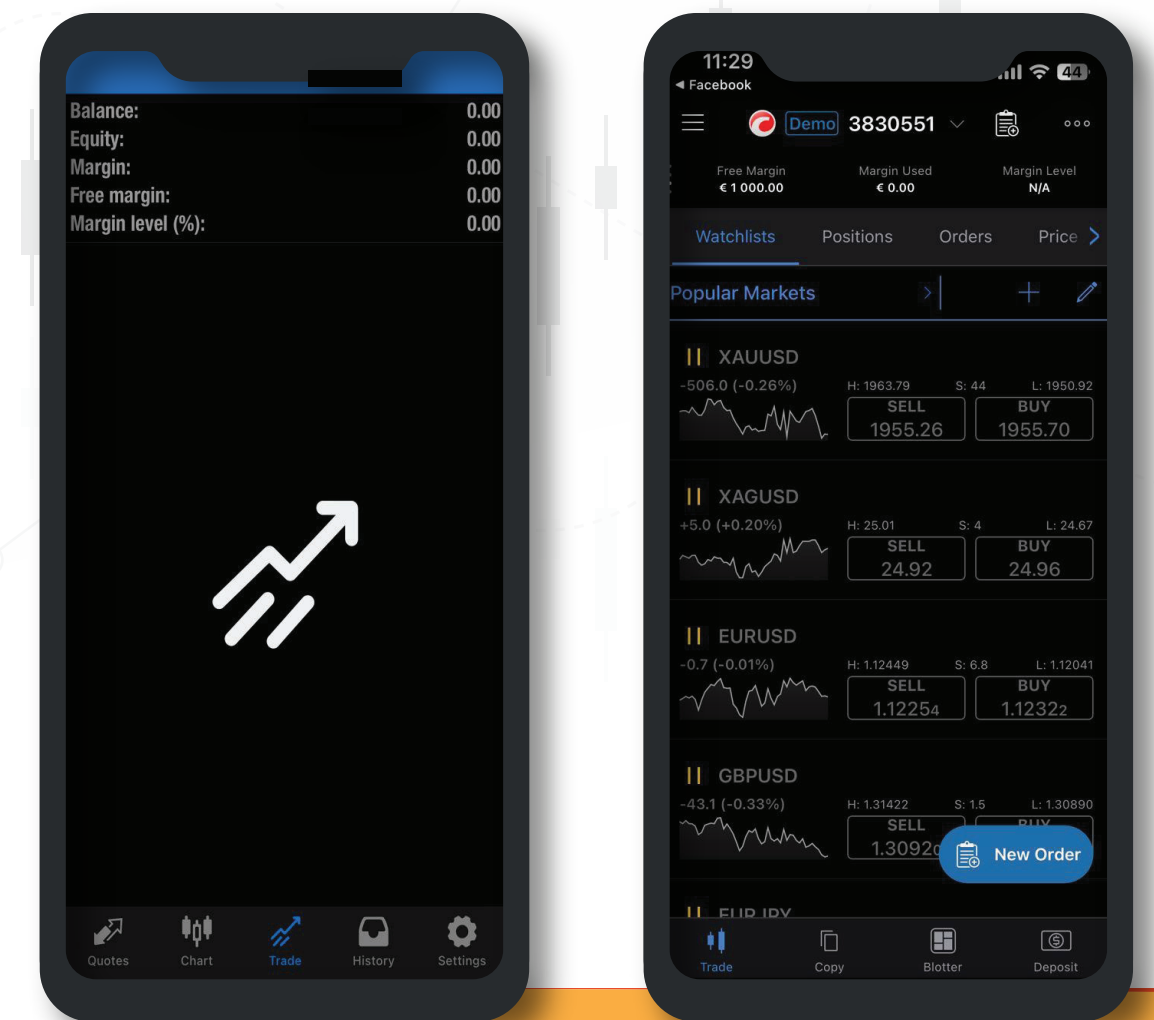 Balance: 0.00
Equity: 0.00
Margin: 0.00
Free margin: 0.00
Margin level (%): 0.00
Quotes Chart Trade History Settings
11:29 44
◀ Facebook
Demo 3830551
Free Margin Margin Used Margin Level
€ 1 000.00 € 0.00 N/A
Watchlists Positions Orders Price
Popular Markets
XAUUSD
-506.0 (-0.26%) H: 1963.79 S: 44 L: 1950.92
SELL BUY
1955.26 1955.70
XAGUSD
+5.0 (+0.20%) H: 25.01 S: 4 L: 24.67
SELL BUY
24.92 24.96
EURUSD
-0.7 (-0.01%) H: 1.12449 S: 6.8 L: 1.12041
SELL BUY
1.12254 1.12322
GBPUSD
-43.1 (-0.33%) H: 1.31422 S: 1.5 L: 1.30890
SELL BUY
1.3092
New Order
Trade Copy Blotter Deposit